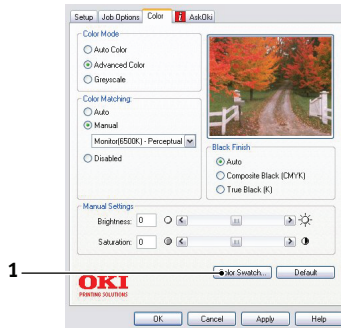 Setup Job Options Color i AskOki
Color Mode
Auto Color
Advanced Color
Greyscale
Color Matching:
Auto
Manual
Monitor(6500K) - Perceptual
Disabled
Black Finish
Auto
Composite Black (CMYK)
True Black (K)
Manual Settings
Brightness: 0
Saturation: 0
1
Swatch... Default
OKI
PRINTING SOLUTIONS
OK Cancel Apply Help